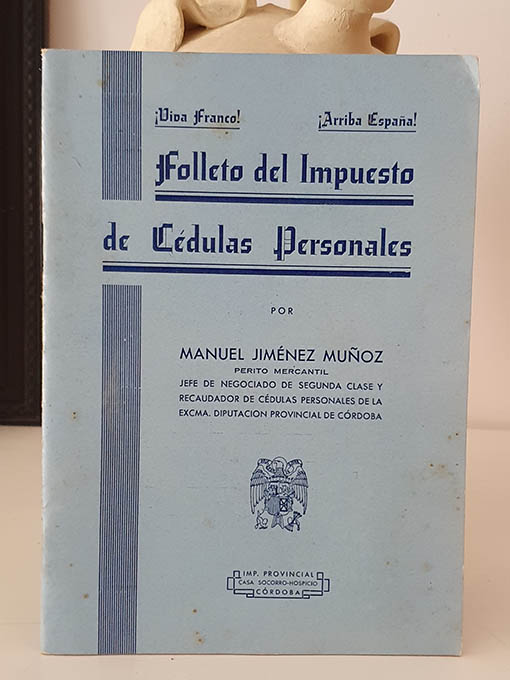 ¡Viva Franco! ¡Arriba España!
Folleto del Impuesto
de Cédulas Personales
POR
MANUEL JIMÉNEZ MUÑOZ
PERITO MERCANTIL
JEFE DE NEGOCIADO DE SEGUNDA CLASE Y
RECAUDADOR DE CÉDULAS PERSONALES DE LA
EXCMA. DIPUTACION PROVINCIAL DE CÓRDOBA
IMP. PROVINCIAL
CASA SOCORRO-HOSPICIO
CÓRDOBA